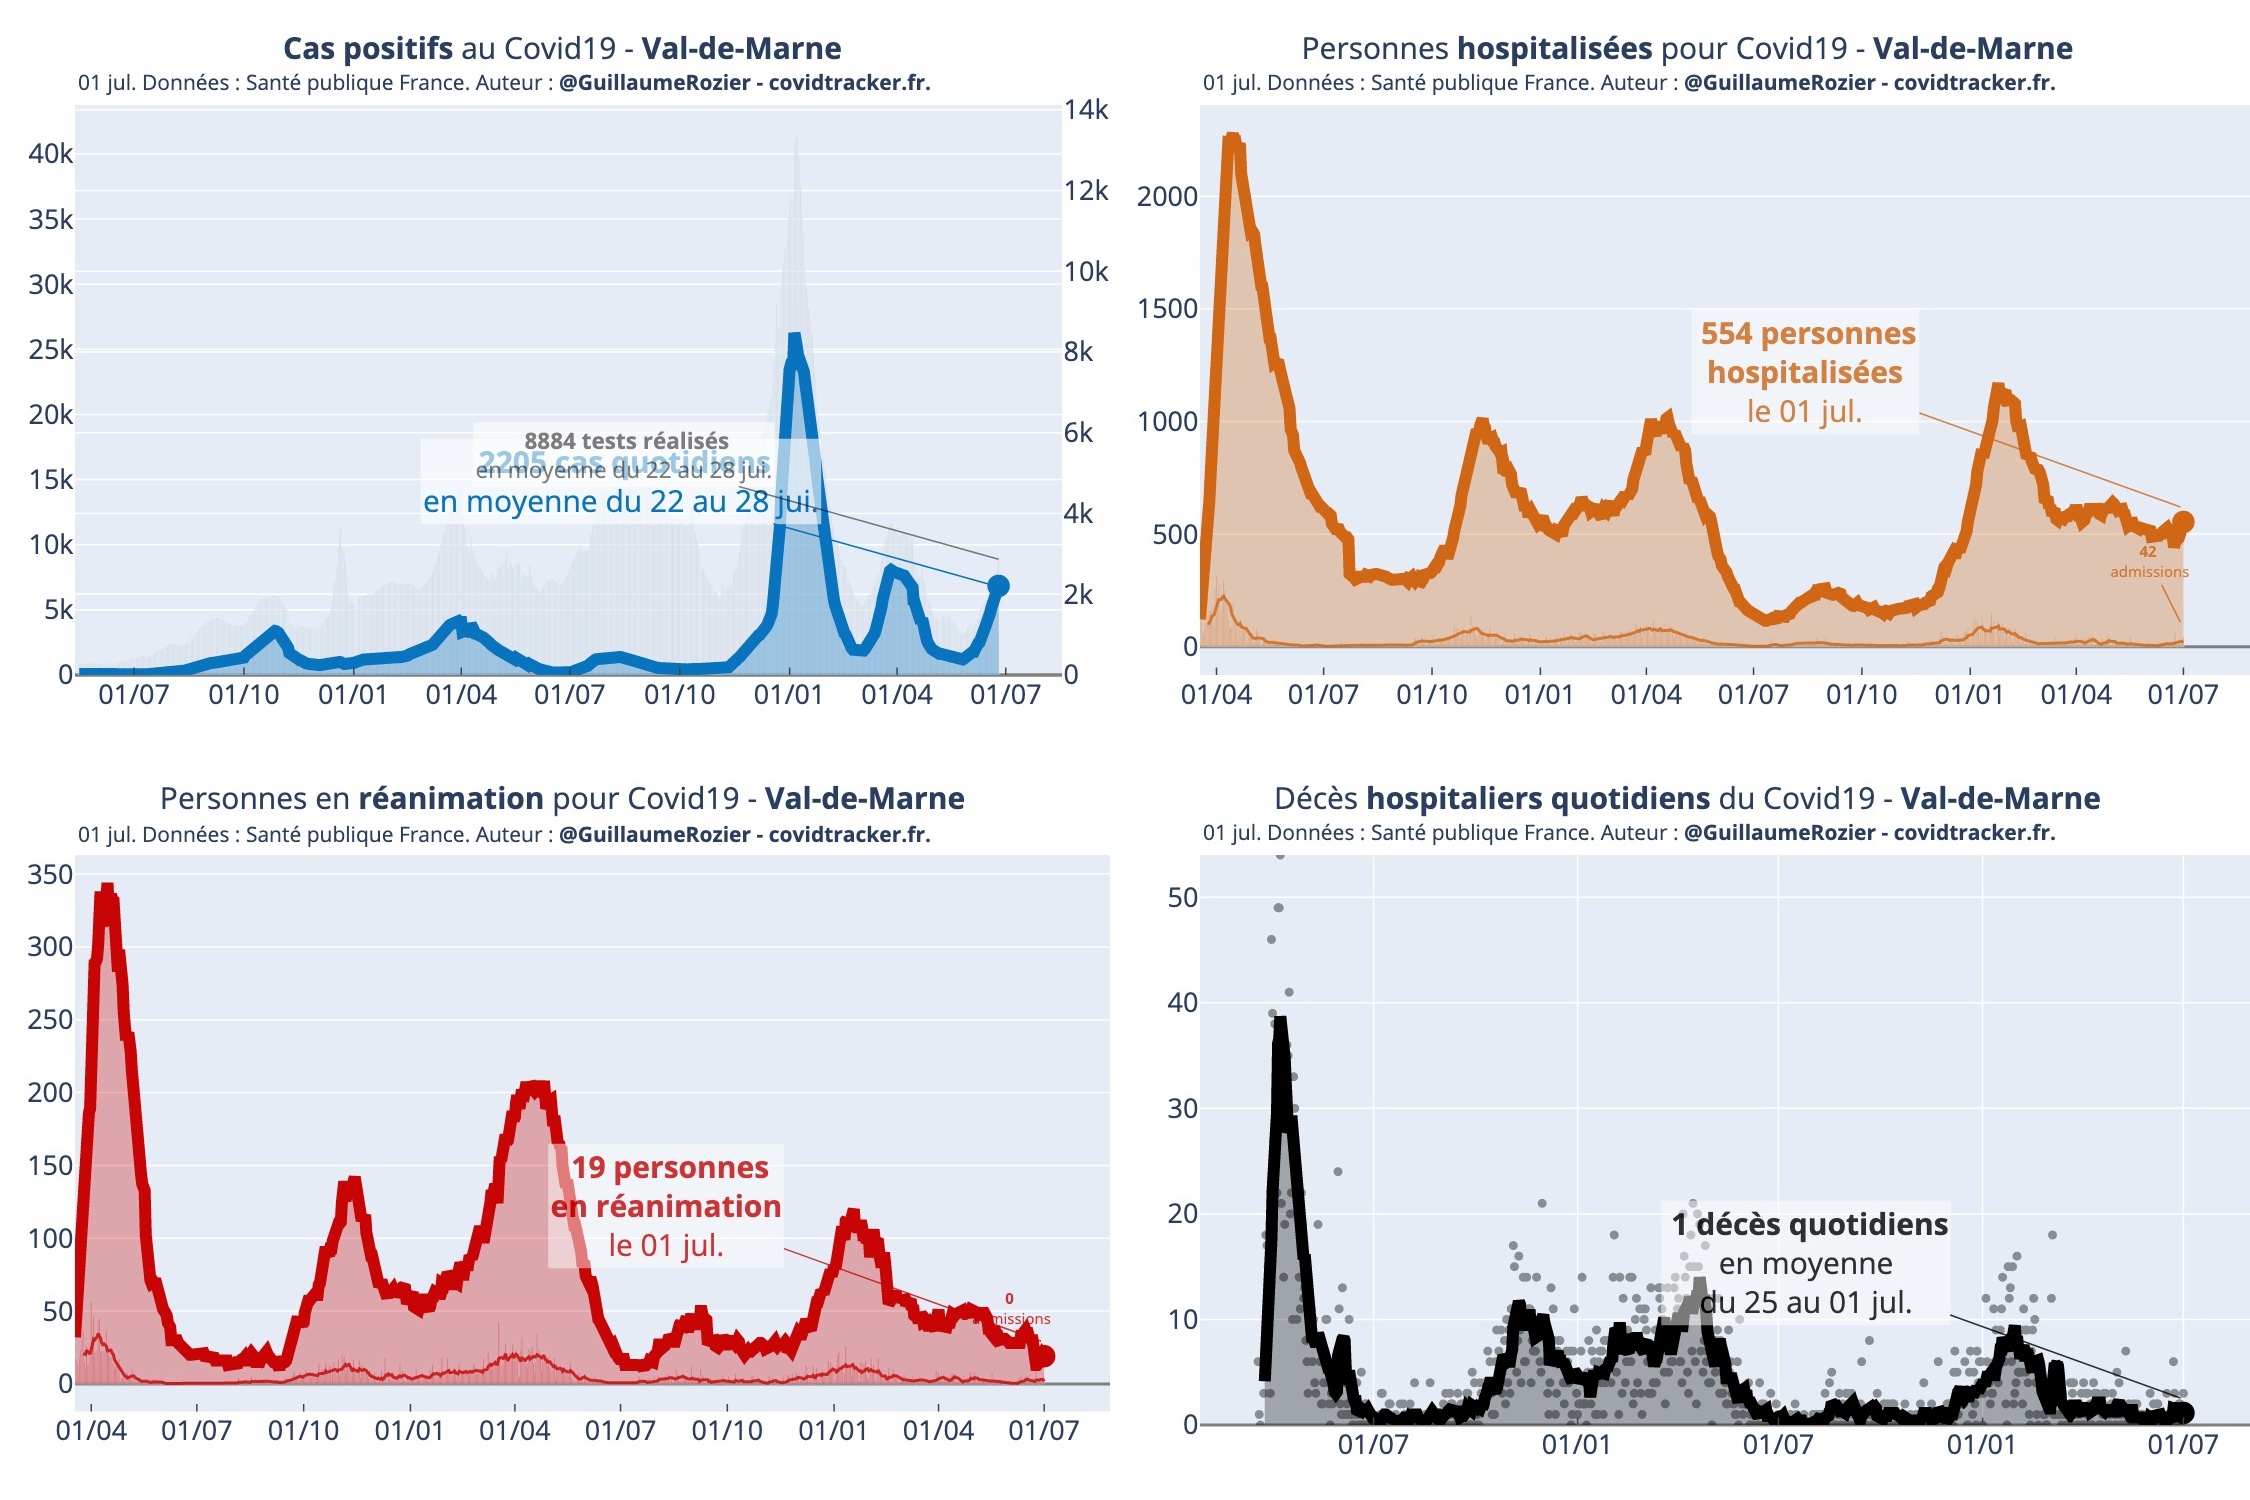 Cas positifs au Covid19 - Val-de-Marne
01 jul. Données : Santé publique France. Auteur : @GuillaumeRozier - covidtracker.fr.
14k
40k
12k
35k
10k
30k
25k
8k
20k
6k
8884 tests réalisés
2205 cas quotidiens
en moyenne du 22 au 28 jui.
15k
en moyenne du 22 au 28 jui.
4k
10k
5k
2k
0
0
01/07 01/10 01/01 01/04 01/07 01/10 01/01 01/04 01/07
Personnes hospitalisées pour Covid19 - Val-de-Marne
01 jul. Données : Santé publique France. Auteur : @GuillaumeRozier - covidtracker.fr.
2000
1500
554 personnes
hospitalisées
le 01 jul.
1000
500
42
admissions
0
01/04 01/07 01/10 01/01 01/04 01/07 01/10 01/01 01/04 01/07
Personnes en réanimation pour Covid19 - Val-de-Marne
01 jul. Données : Santé publique France. Auteur : @GuillaumeRozier - covidtracker.fr.
350
300
250
200
150
19 personnes
en réanimation
le 01 jul.
100
0
admissions
50
0
01/04 01/07 01/10 01/01 01/04 01/07 01/10 01/01 01/04 01/07
Décès hospitaliers quotidiens du Covid19 - Val-de-Marne
01 jul. Données : Santé publique France. Auteur : @GuillaumeRozier - covidtracker.fr.
50
40
30
20
1 décès quotidiens
en moyenne
du 25 au 01 jul.
10
0
01/07 01/01 01/07 01/01 01/07